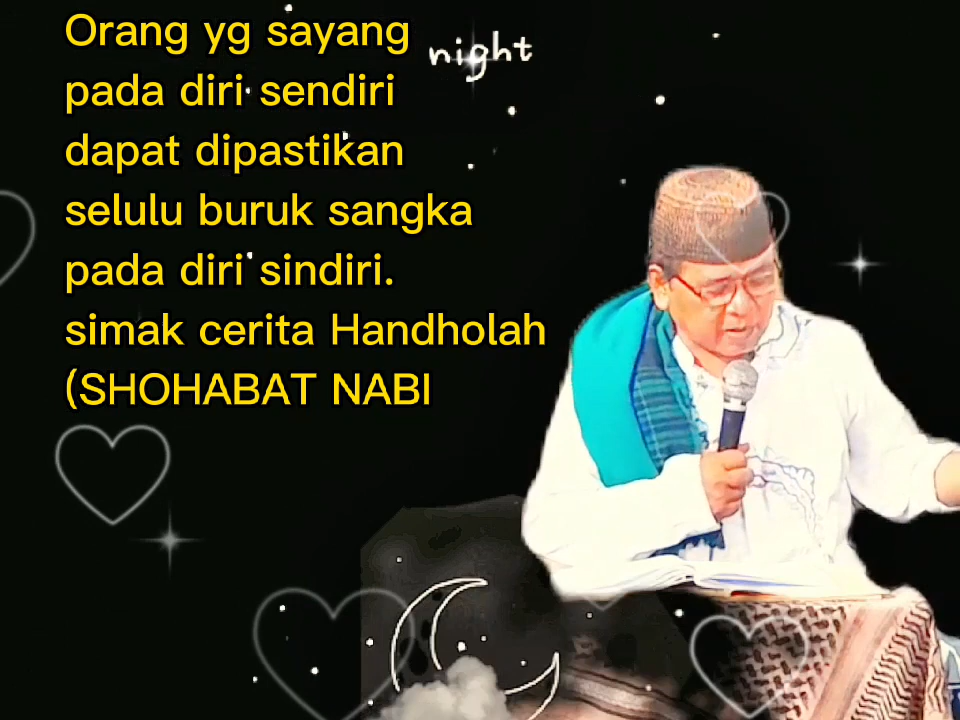 Orang yg sayang
night
pada diri sendiri
dapat dipastikan
selulu buruk sangka
pada diri sindiri.
simak cerita Handholah
(SHOHABAT NABI